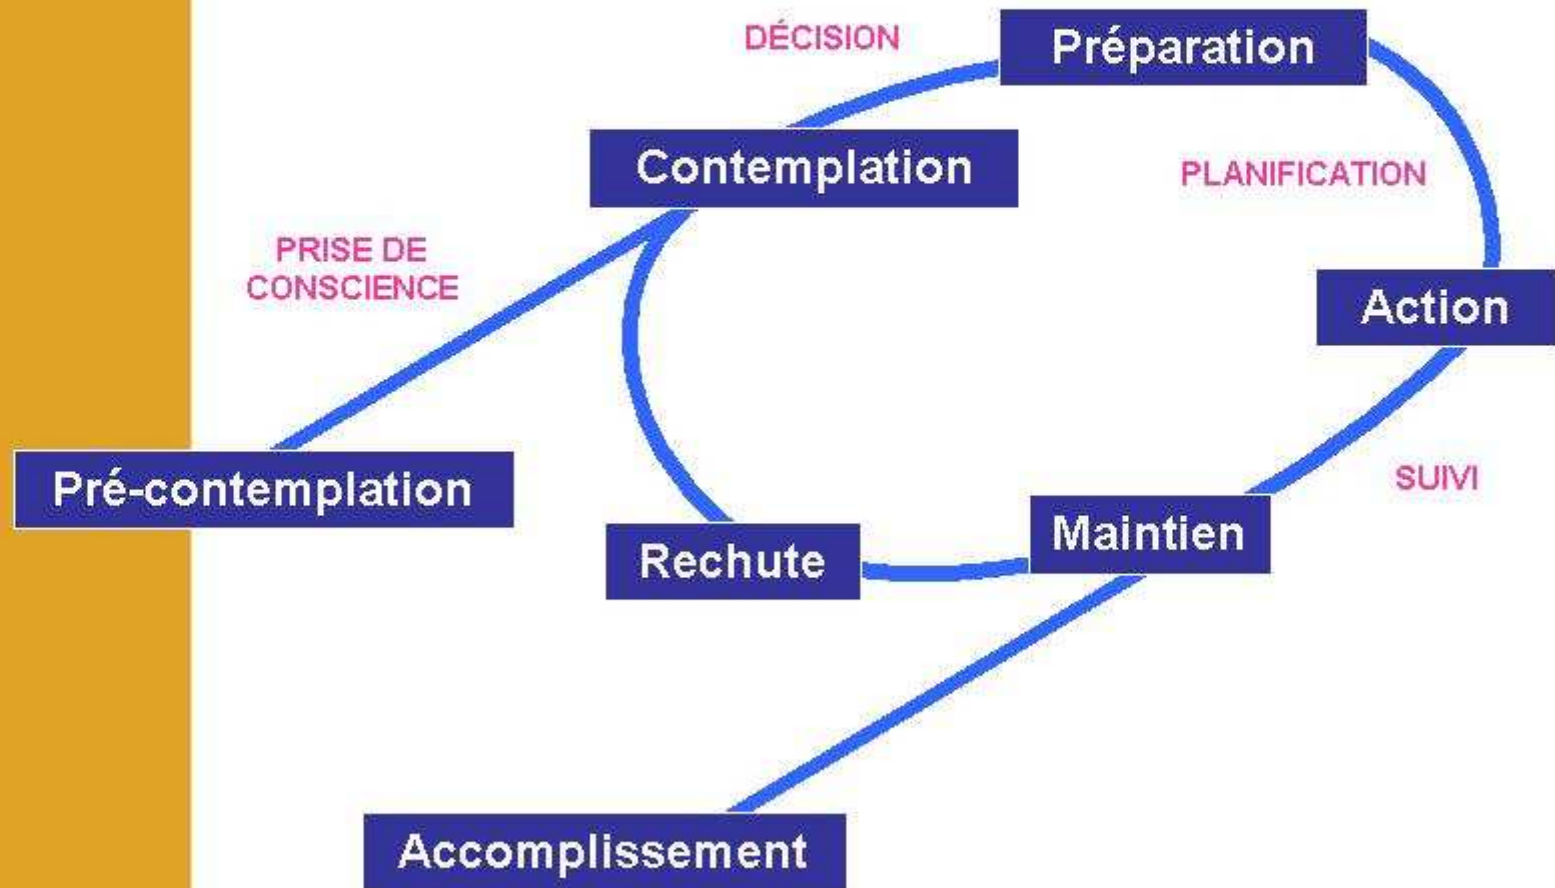 DÉCISION
Préparation
Contemplation
PLANIFICATION
PRISE DE
CONSCIENCE
Action
Pré-contemplation
SUIVI
Rechute
Maintien
Accomplissement